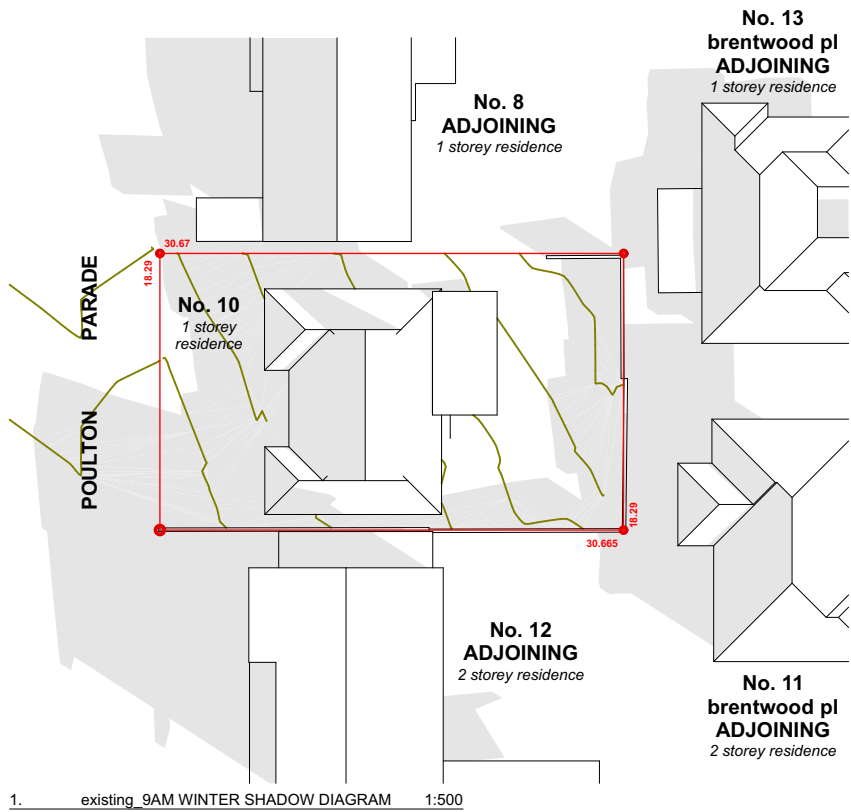 No. 13
brentwood pl
ADJOINING
1 storey residence
No. 8
ADJOINING
1 storey residence
30.67
18.29
PARADE
No. 10
1 storey
residence
POULTON
18.29
30.665
No. 12
ADJOINING
2 storey residence
No. 11
brentwood pl
ADJOINING
2 storey residence
1. existing_9AM WINTER SHADOW DIAGRAM 1:500